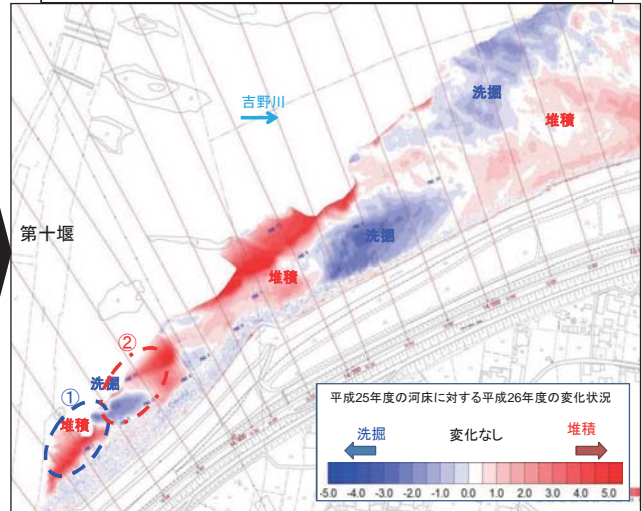 洗掘
吉野川
堆積
第十堰
洗掘
堆積
②
洗掘
①
堆積
平成25年度の河床に対する平成26年度の変化状況
洗掘 変化なし 堆積
-5.0 -4.0 -3.0 -2.0 -1.0 0.0 1.0 2.0 3.0 4.0 5.0